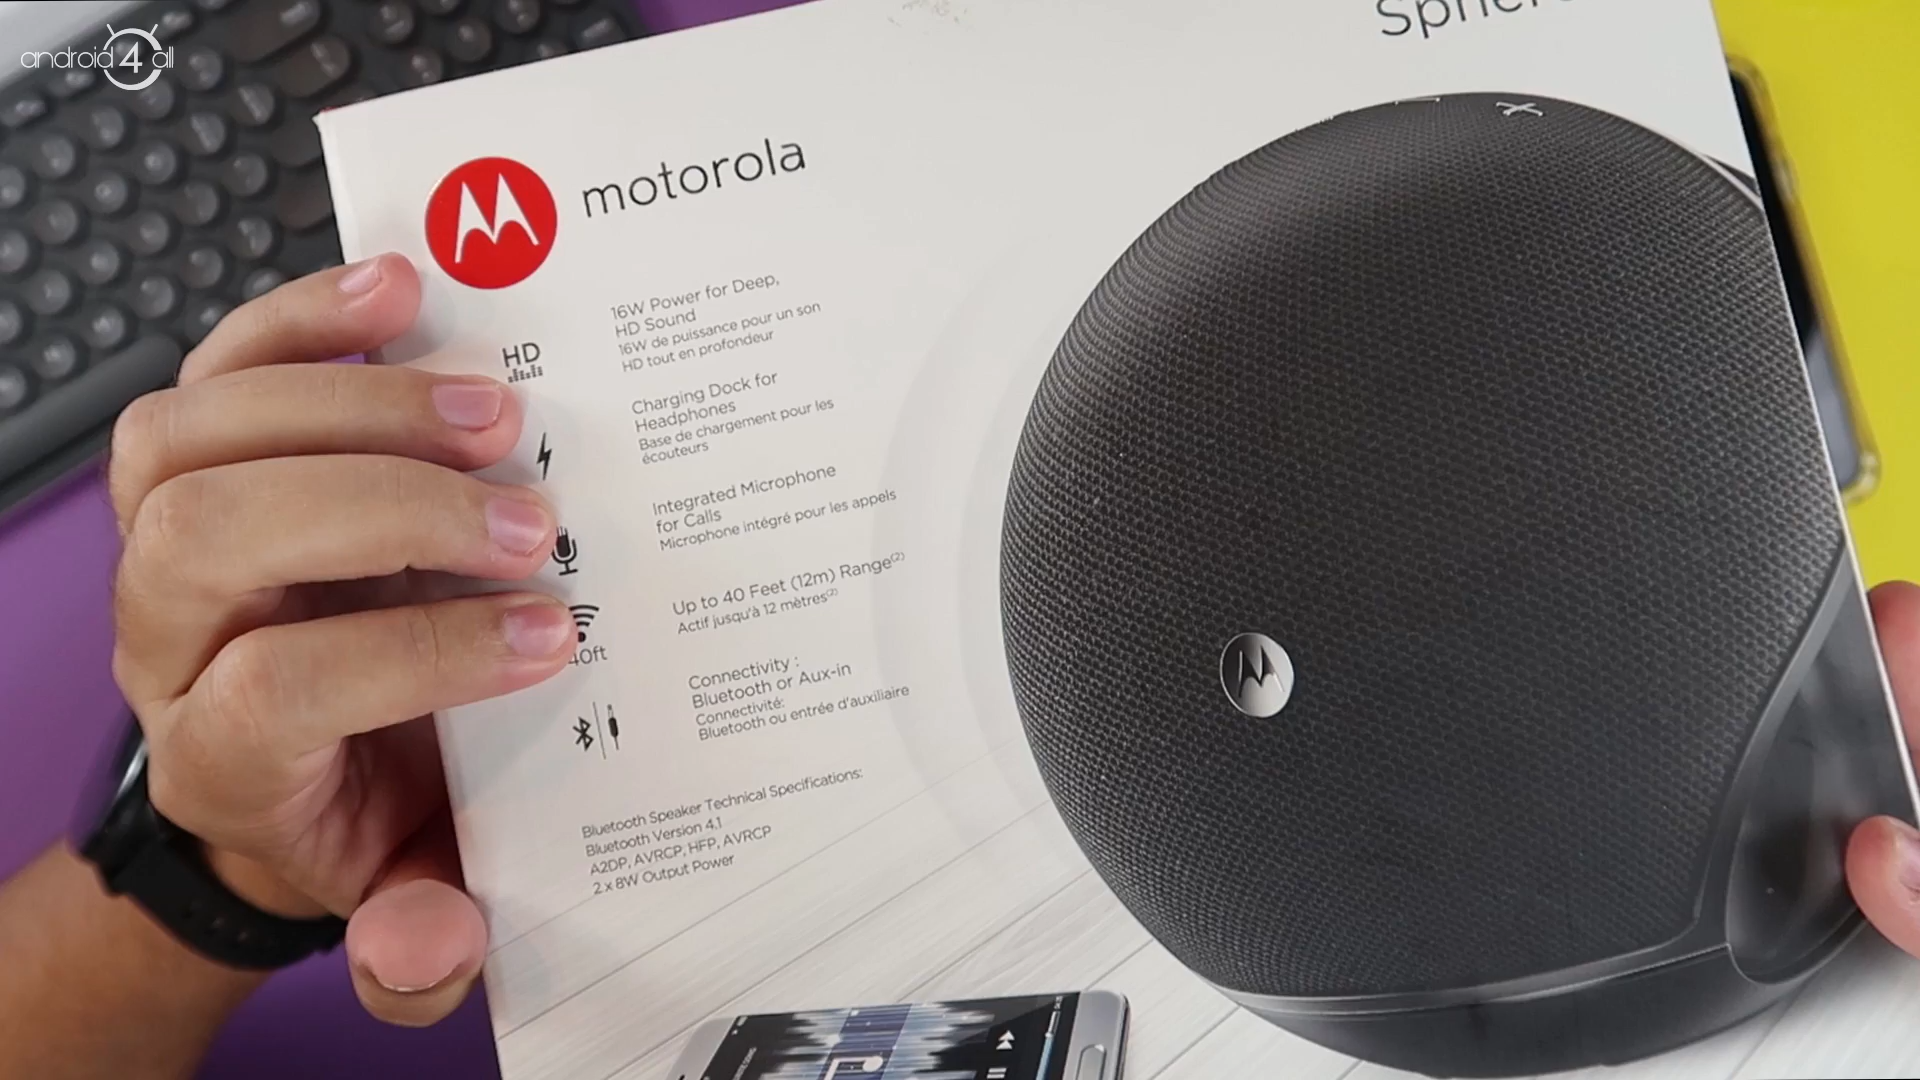 android 4 all
Sphere
motorola
16W Power for Deep,
HD Sound
16W de puissance pour un son
HD tout en profondeur
HD
Charging Dock for
Headphones
Base de chargement pour les
écouteurs
Integrated Microphone
for Calls
Microphone intégré pour les appels
Up to 40 Feet (12m) Range(2)
Actif jusqu'à 12 mètres(2)
40ft
Connectivity :
Bluetooth or Aux-in
Connectivité:
Bluetooth ou entrée d'auxiliaire
Bluetooth Speaker Technical Specifications:
Bluetooth Version 4.1
A2DP, AVRCP, HFP, AVRCP
2 x 8W Output Power